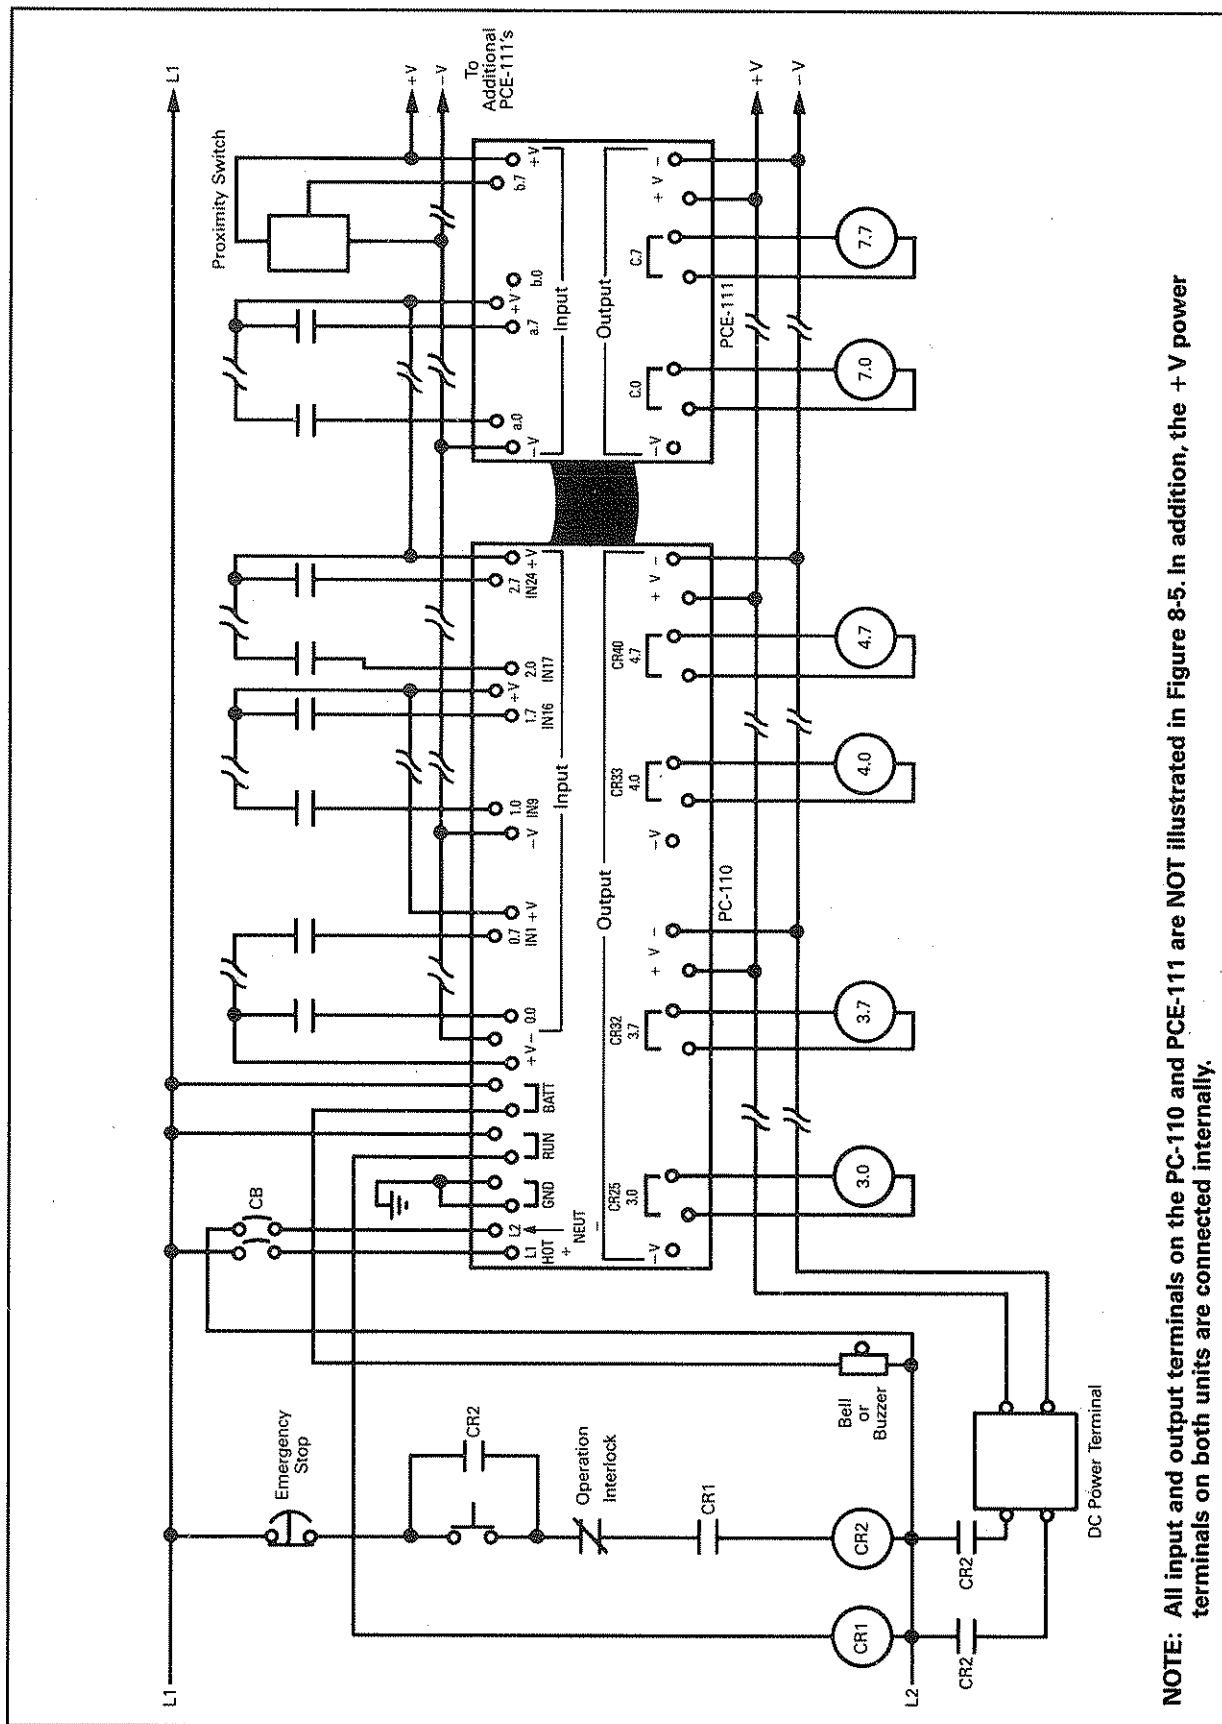 L1
L1
Emergency
Stop
CR2
Operation
Interlock
CR1
CR2
CR1
L2
CR2
CR2
DC Power Terminal
Bell
or
Buzzer
CB
L1
HOT
+
L2
NEUT
−
GND
RUN
BATT
+V
−
0.0
0.7
IN1
+V
−V
1.0
IN9
1.7
IN16
+V
2.0
IN17
2.7
IN24
+V
Input
Output
−V
CR25
3.0
CR32
3.7
+ V −
−V
CR33
4.0
CR40
4.7
+ V −
PC-110
3.0
3.7
4.0
4.7
Proximity Switch
+V
−V
To
Additional
PCE-111's
−V
a.0
a.7
+V
b.0
b.7
+V
Input
Output
−V
C.0
C.7
+ V −
PCE-111
7.0
7.7
+V
−V
NOTE: All input and output terminals on the PC-110 and PCE-111 are NOT illustrated in Figure 8-5. In addition, the +V power
terminals on both units are connected internally.